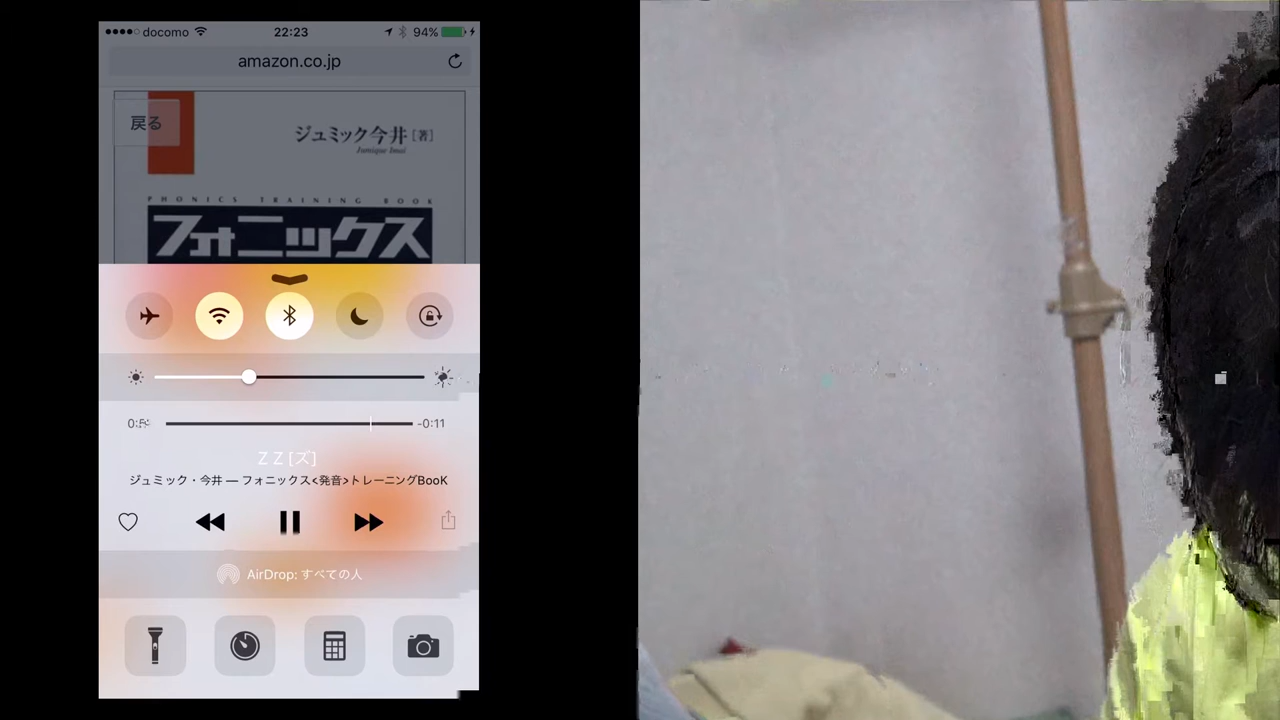 docomo 22:23 94%
amazon.co.jp
戻る
ジュミック今井 [著]
Jumique Imai
PHONICS TRAINING BOOK
フォニックス
-0:11
Z Z [ズ]
ジュミック・今井 — フォニックス<発音>トレーニングBooK
AirDrop: すべての人